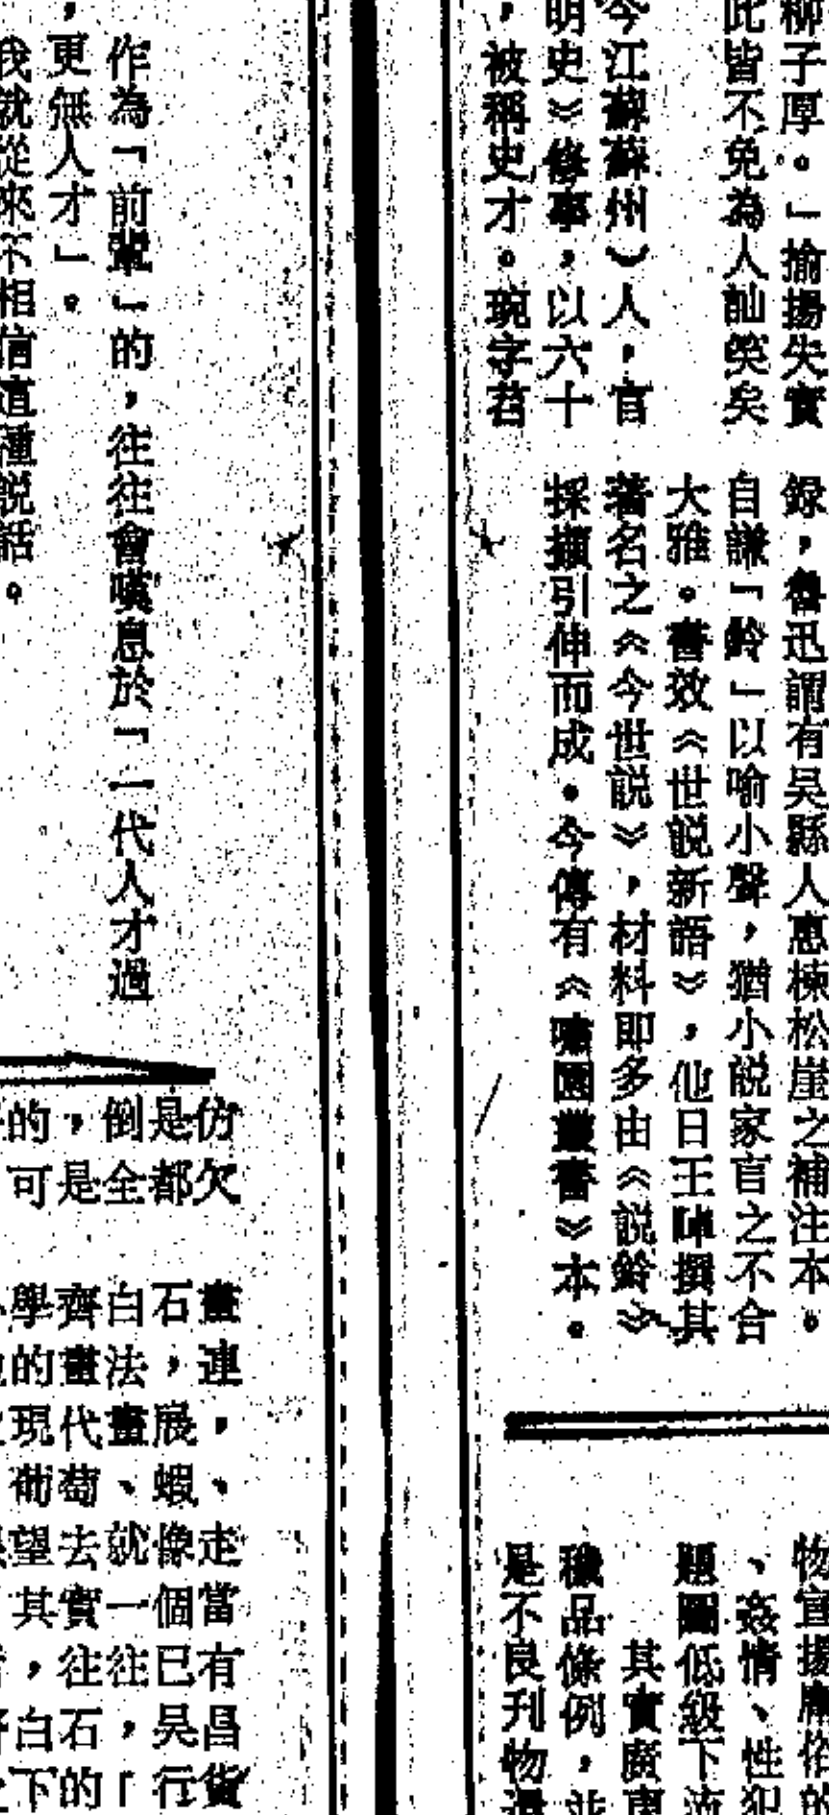 柳子厚。」揄揚失實
此皆不免為人訕笑矣
今江蘇蘇州）人，官
明史》修事，以六十
，被稱史才。琬字苕
錄，魯迅謂有吳縣人惠棟松崖之補注本。
自謙「鈴」以喻小聲，猶小說家言之不合
大雅。書效《世說新語》，他日王晫撰其
著名之《今世說》，材料即多由《說鈴》
採擷引伸而成。今傳有《嘯園叢書》本。
物宣揚庸俗的
、姦情、性犯
題圖低級下流
其實廣東
穢品條例，並
是不良刊物還
作為「前輩」的，往往會嘆息於「一代人才過
，更無人才」。
我就從來不相信這種說話。
的，倒是仿
可是全都欠
畫連，、走當有昌貨
石，展蝦像個已吳行
白法畫、就一往，「
齊畫代萄去實往石的
學的現葡望其，白下